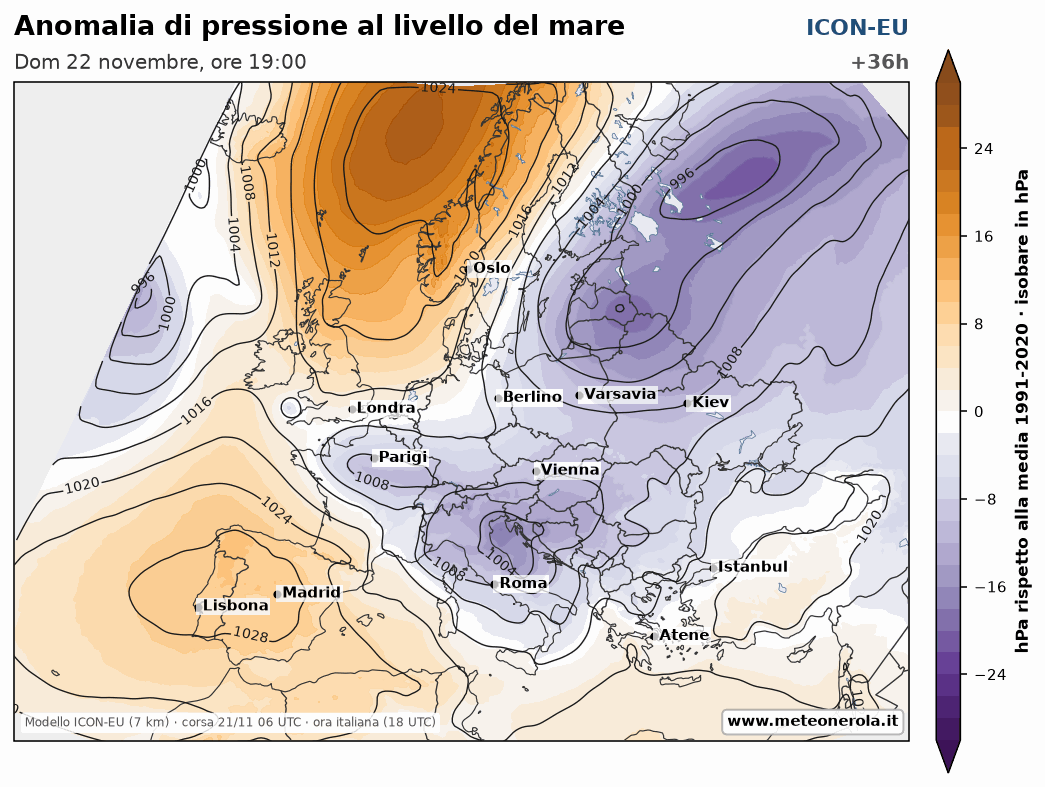 Anomalia di pressione al livello del mare
ICON-EU
Dom 22 novembre, ore 19:00
+36h
1024
1000
1008
1004
1012
996
1000
1012
1016
1020
1004
1000
996
1008
Oslo
Londra
Berlino
Varsavia
Kiev
Parigi
Vienna
1016
1020
1024
1008
1008
1004
1020
Lisbona
Madrid
1028
Roma
Istanbul
Atene
Modello ICON-EU (7 km) · corsa 21/11 06 UTC · ora italiana (18 UTC)
www.meteonerola.it
24
16
8
0
−8
−16
−24
hPa rispetto alla media 1991-2020 · isobare in hPa